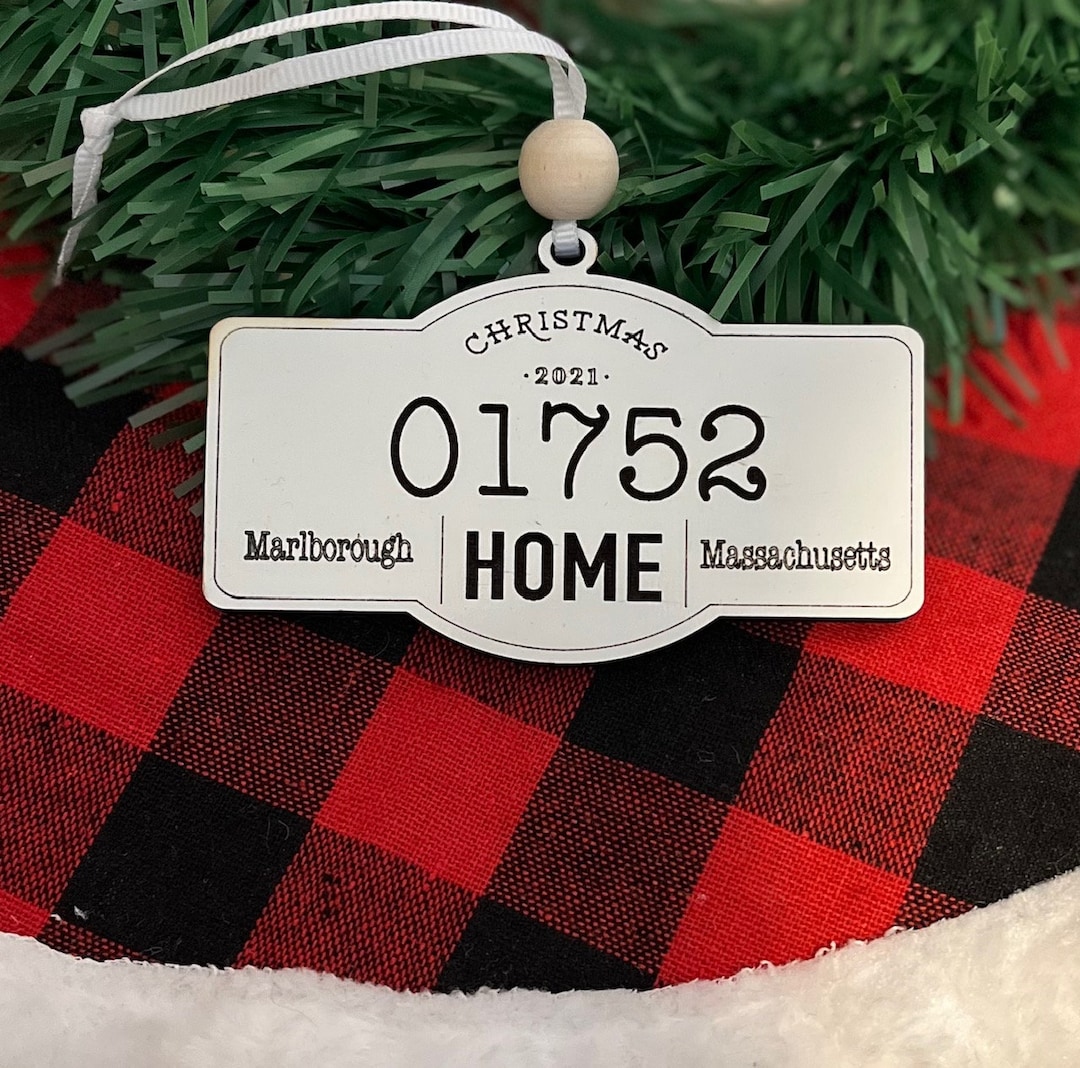 CHRISTMAS
·2021·
01752
Marlborough HOME Massachusetts